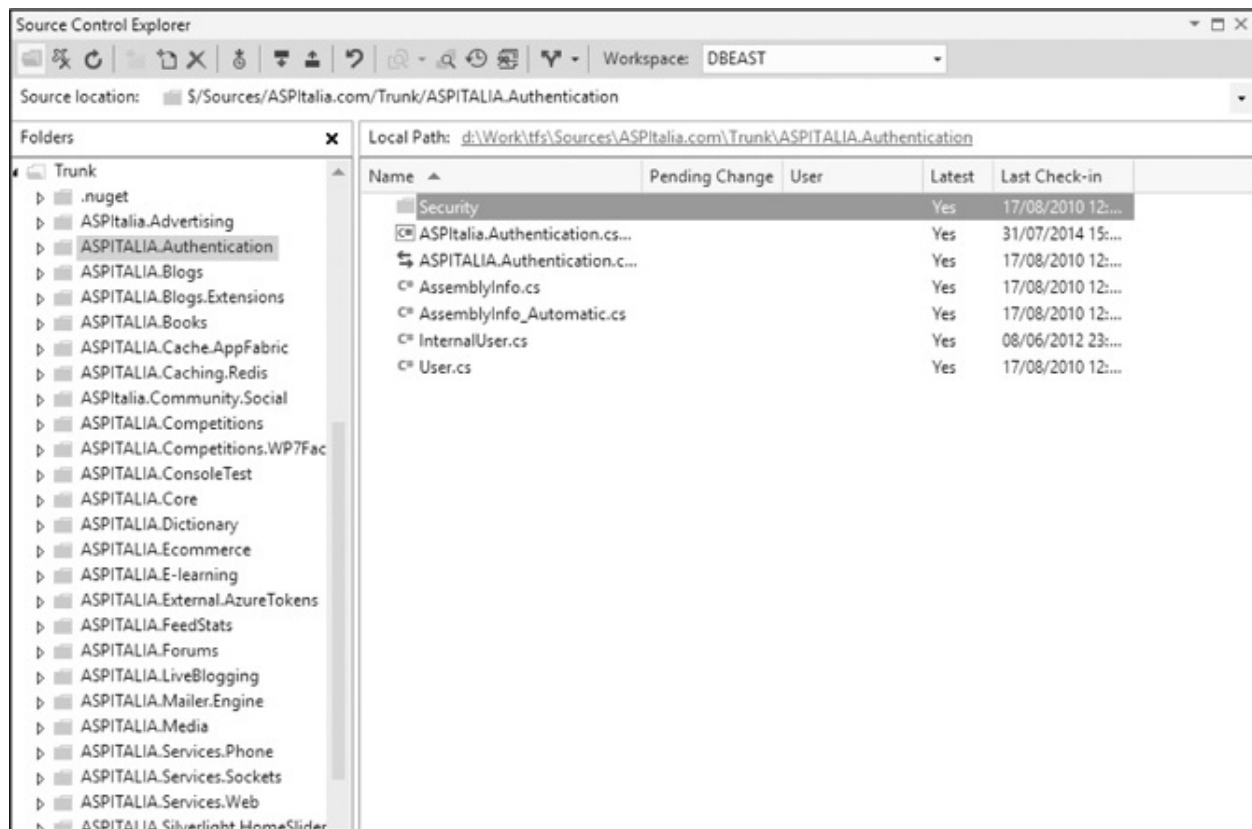 Source Control Explorer
Workspace: DBEAST
Source location: $/Sources/ASPItalia.com/Trunk/ASPITALIA.Authentication
Folders
Trunk
.nuget
ASPItalia.Advertising
ASPITALIA.Authentication
ASPITALIA.Blogs
ASPITALIA.Blogs.Extensions
ASPITALIA.Books
ASPITALIA.Cache.AppFabric
ASPITALIA.Caching.Redis
ASPItalia.Community.Social
ASPITALIA.Competitions
ASPITALIA.Competitions.WP7Fac
ASPITALIA.ConsoleTest
ASPITALIA.Core
ASPITALIA.Dictionary
ASPITALIA.Ecommerce
ASPITALIA.E-learning
ASPITALIA.External.AzureTokens
ASPITALIA.FeedStats
ASPITALIA.Forums
ASPITALIA.LiveBlogging
ASPITALIA.Mailer.Engine
ASPITALIA.Media
ASPITALIA.Services.Phone
ASPITALIA.Services.Sockets
ASPITALIA.Services.Web
ASPITALIA.Silverlight.HomeSlider
Local Path: d:\Work\tfs\Sources\ASPItalia.com\Trunk\ASPITALIA.Authentication
Name Pending Change User Latest Last Check-in
Security Yes 17/08/2010 12:...
ASPItalia.Authentication.cs... Yes 31/07/2014 15:...
ASPITALIA.Authentication.c... Yes 17/08/2010 12:...
C# AssemblyInfo.cs Yes 17/08/2010 12:...
C# AssemblyInfo_Automatic.cs Yes 17/08/2010 12:...
C# InternalUser.cs Yes 08/06/2012 23:...
C# User.cs Yes 17/08/2010 12:...